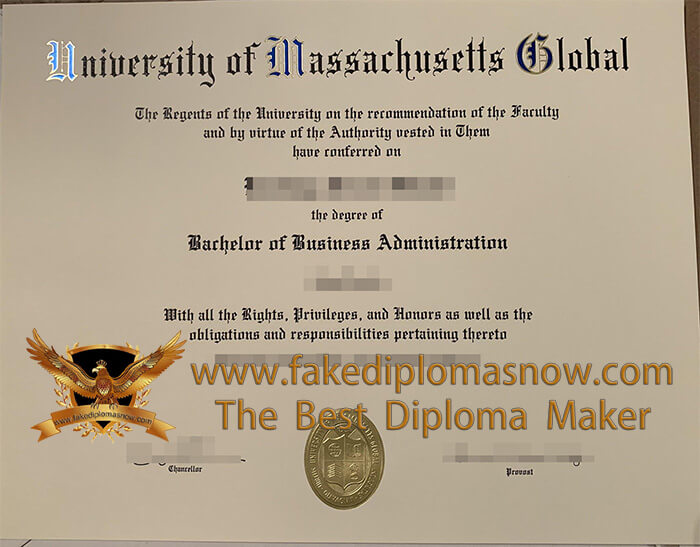 University of Massachusetts Global
The Regents of the University on the recommendation of the Faculty
and by virtue of the Authority vested in Them
have conferred on
the degree of
Bachelor of Business Administration
With all the Rights, Privileges, and Honors as well as the
obligations and responsibilities pertaining thereto
www.fakediplomasnow.com
www.fakediplomasnow.com
The Best Diploma Maker
Chancellor
Provost